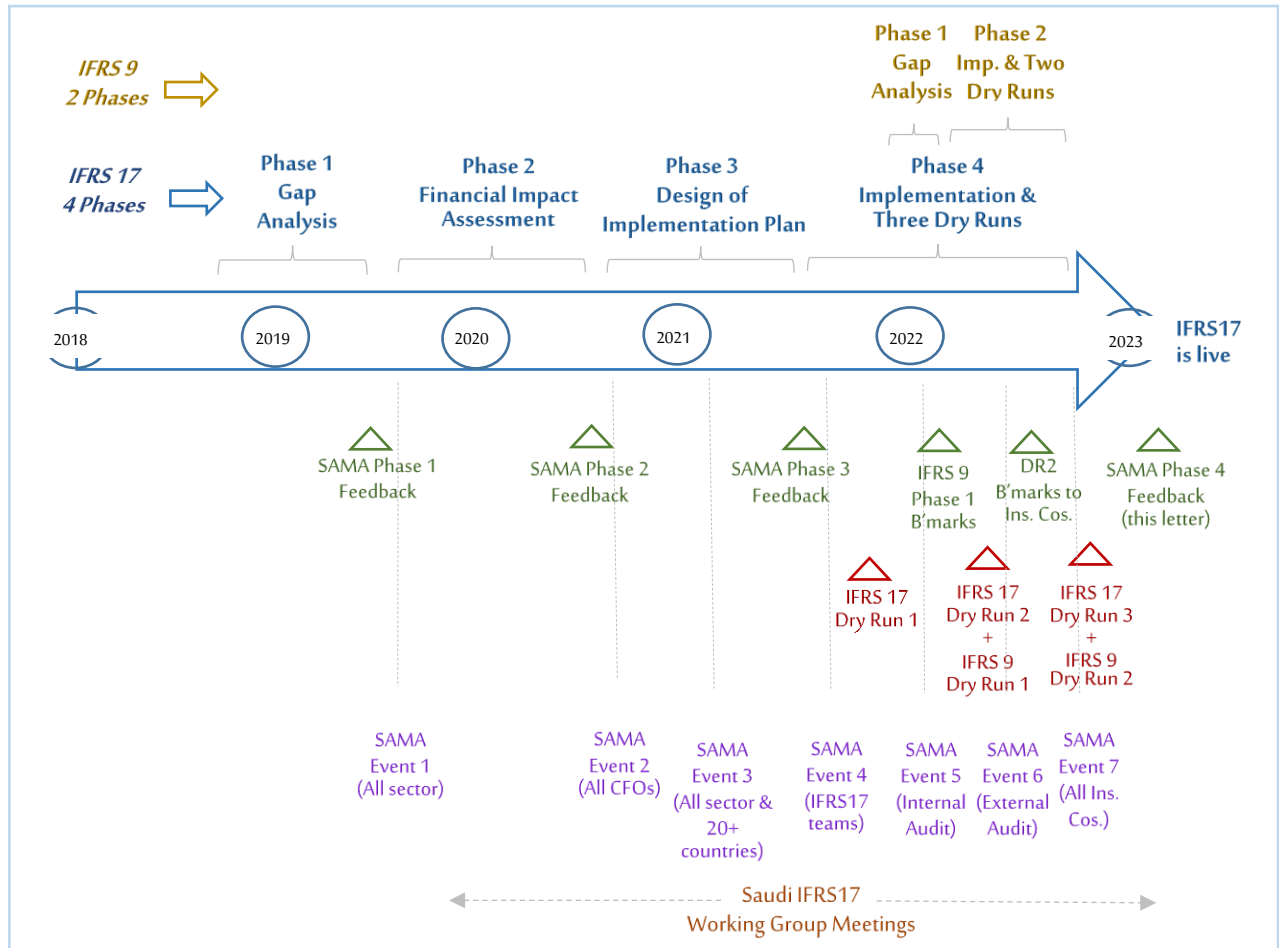 IFRS 9
2 Phases
Phase 1
Gap
Analysis
Phase 2
Imp. & Two
Dry Runs
IFRS 17
4 Phases
Phase 1
Gap
Analysis
Phase 2
Financial Impact
Assessment
Phase 3
Design of
Implementation Plan
Phase 4
Implementation &
Three Dry Runs
2018
2019
2020
2021
2022
2023
IFRS17
is live
SAMA Phase 1
Feedback
SAMA Phase 2
Feedback
SAMA Phase 3
Feedback
IFRS 9
Phase 1
B'marks
DR2
B'marks to
Ins. Cos.
SAMA Phase 4
Feedback
(this letter)
IFRS 17
Dry Run 1
IFRS 17
Dry Run 2
+
IFRS 9
Dry Run 1
IFRS 17
Dry Run 3
+
IFRS 9
Dry Run 2
SAMA
Event 1
(All sector)
SAMA
Event 2
(All CFOs)
SAMA
Event 3
(All sector &
20+
countries)
SAMA
Event 4
(IFRS17
teams)
SAMA
Event 5
(Internal
Audit)
SAMA
Event 6
(External
Audit)
SAMA
Event 7
(All Ins.
Cos.)
Saudi IFRS17
Working Group Meetings